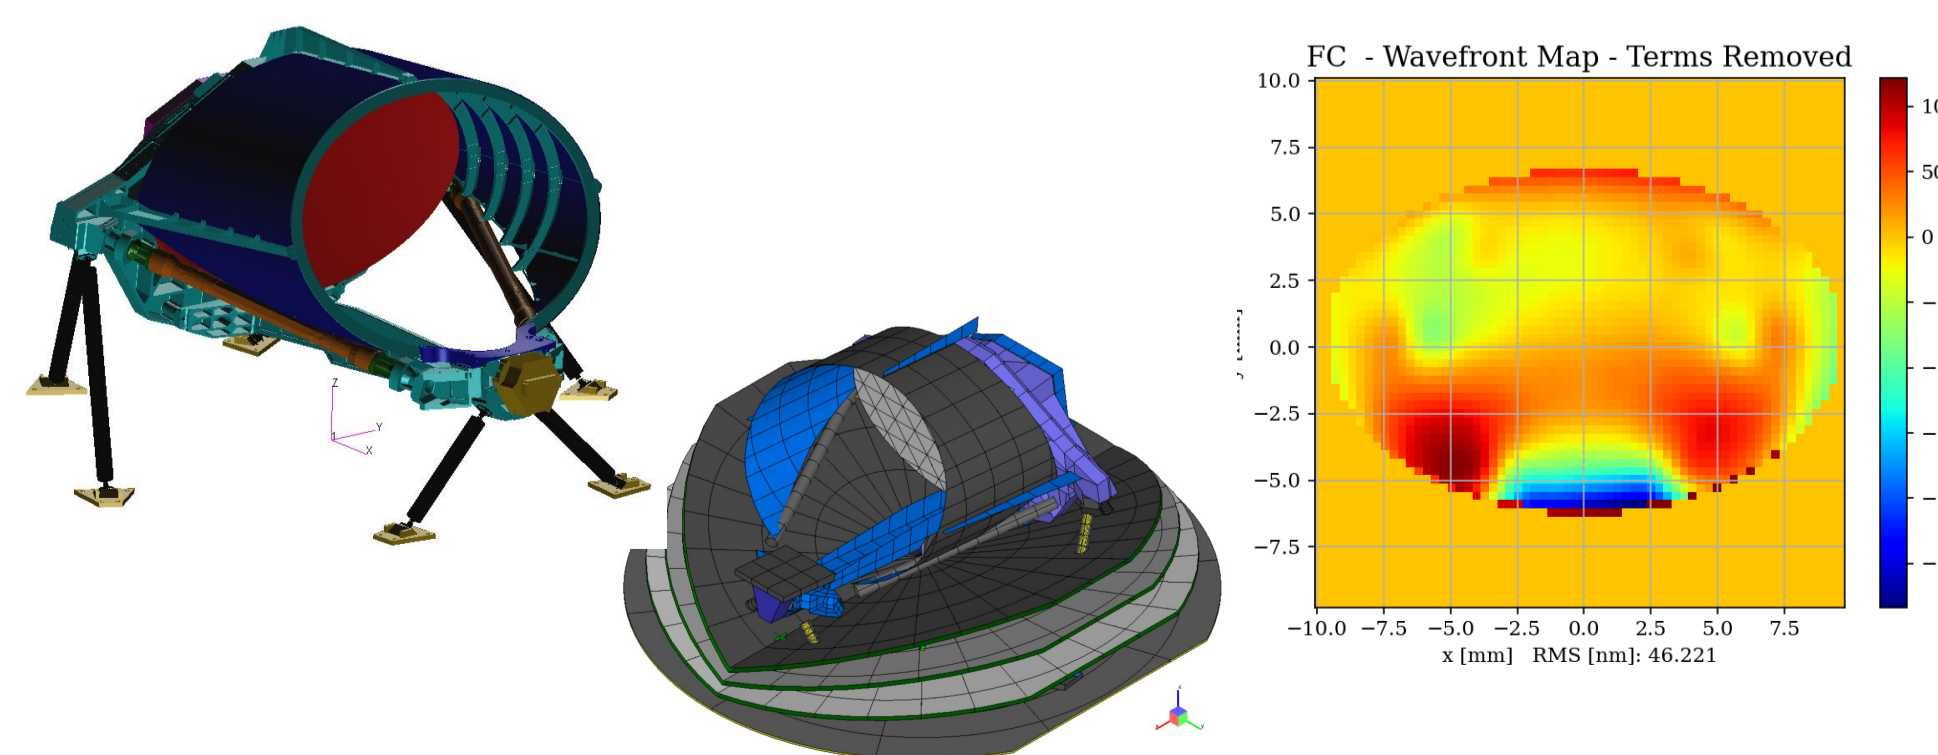 FC - Wavefront Map - Terms Removed
10.0
7.5
5.0
2.5
0.0
−2.5
−5.0
−7.5
−10.0 −7.5 −5.0 −2.5 0.0 2.5 5.0 7.5
x [mm] RMS [nm]: 46.221
0
Z
Y
X